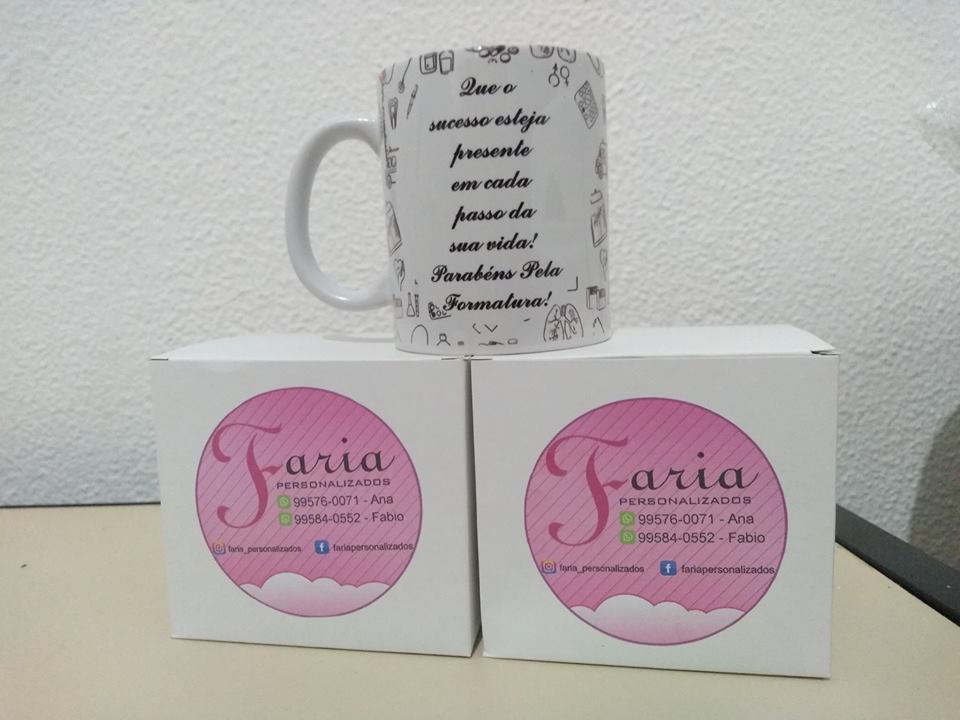 Que o
sucesso esteja
presente
em cada
passo da
sua vida!
Parabéns Pela
Formatura!
Faria
PERSONALIZADOS
99576-0071 - Ana
99584-0552 - Fabio
faria_personalizados fariapersonalizados
Faria
PERSONALIZADOS
99576-0071 - Ana
99584-0552 - Fabio
faria_personalizados fariapersonalizados